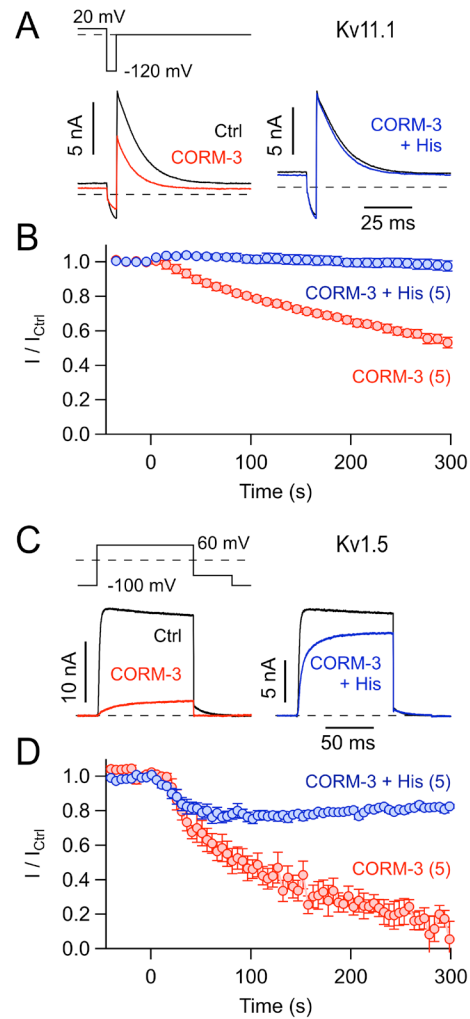 A
20 mV
Kv11.1
-120 mV
5 nA
Ctrl
CORM-3
5 nA
CORM-3
+ His
25 ms
B
I / ICtrl
1.0
0.8
0.6
0.4
0.2
0.0
CORM-3 + His (5)
CORM-3 (5)
0
100
200
300
Time (s)
C
60 mV
Kv1.5
-100 mV
10 nA
Ctrl
CORM-3
5 nA
CORM-3
+ His
50 ms
D
I / ICtrl
1.0
0.8
0.6
0.4
0.2
0.0
CORM-3 + His (5)
CORM-3 (5)
0
100
200
300
Time (s)